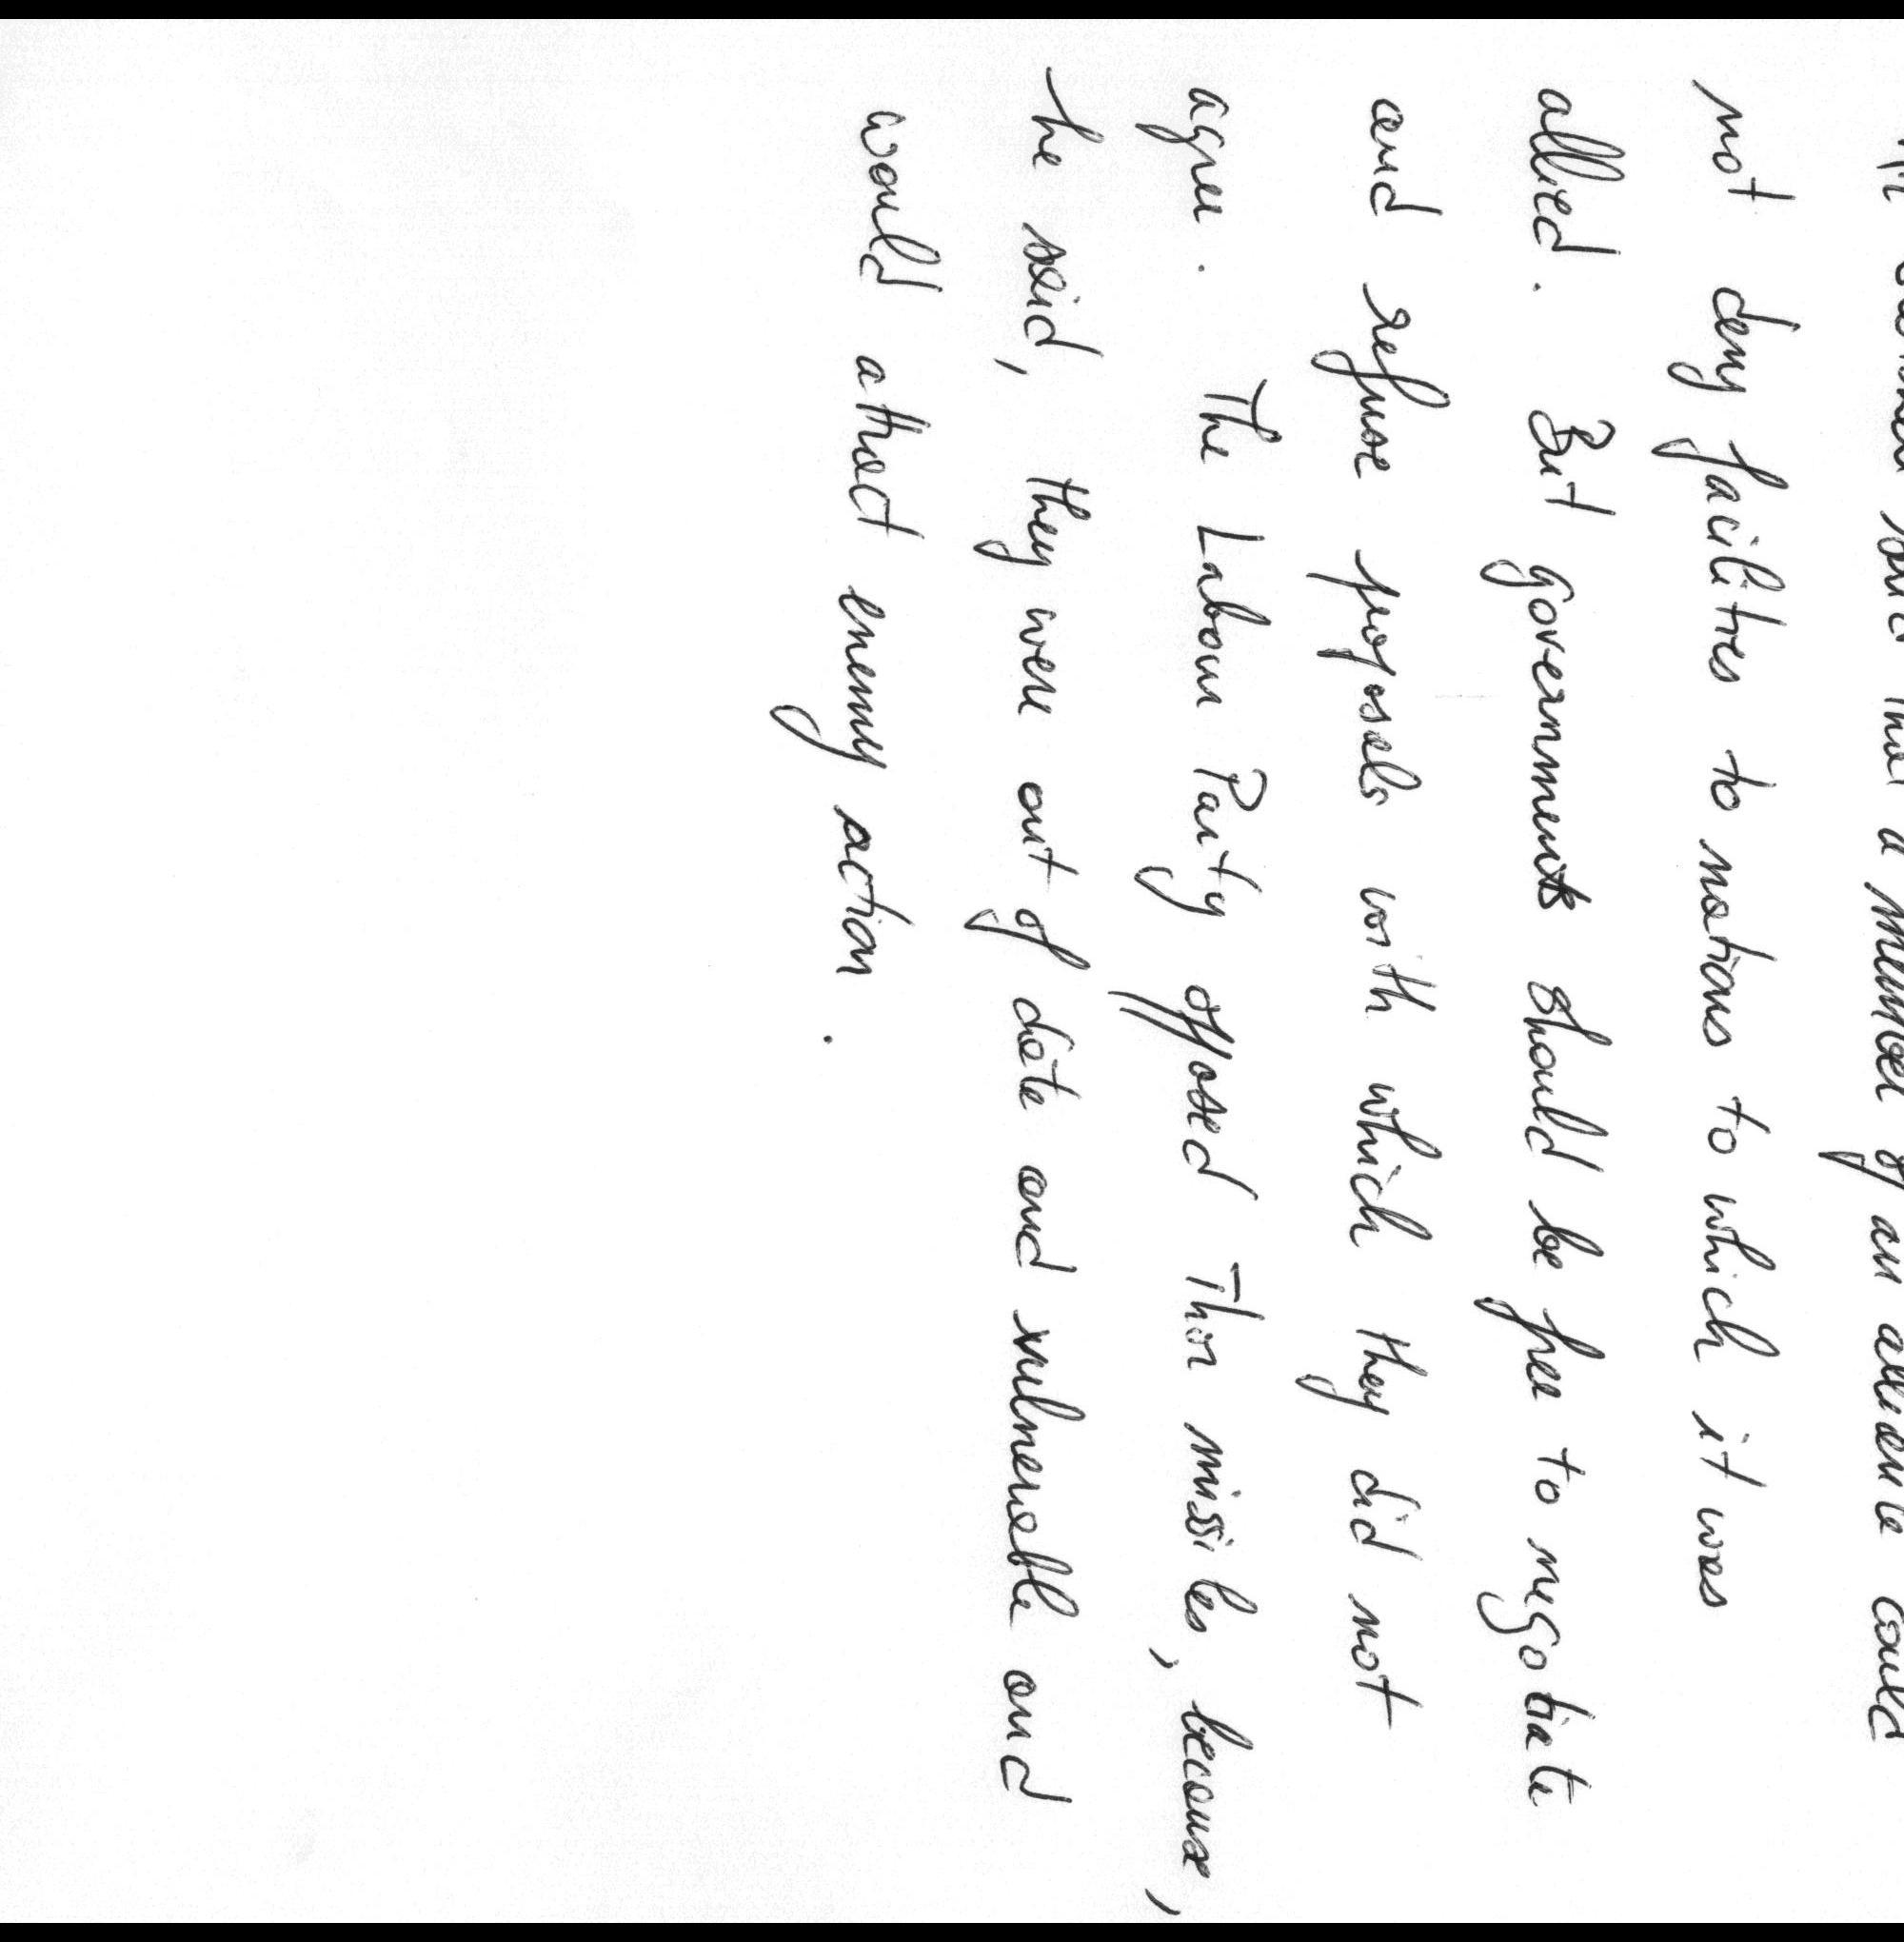 said that a member of an alliance could
not deny facilities to nations to which it was
allied. But governments should be free to negotiate
and refuse proposals with which they did not
agree. The Labour Party opposed Thor missiles, because,
he said, they were out of date and vulnerable and
would attract enemy action.